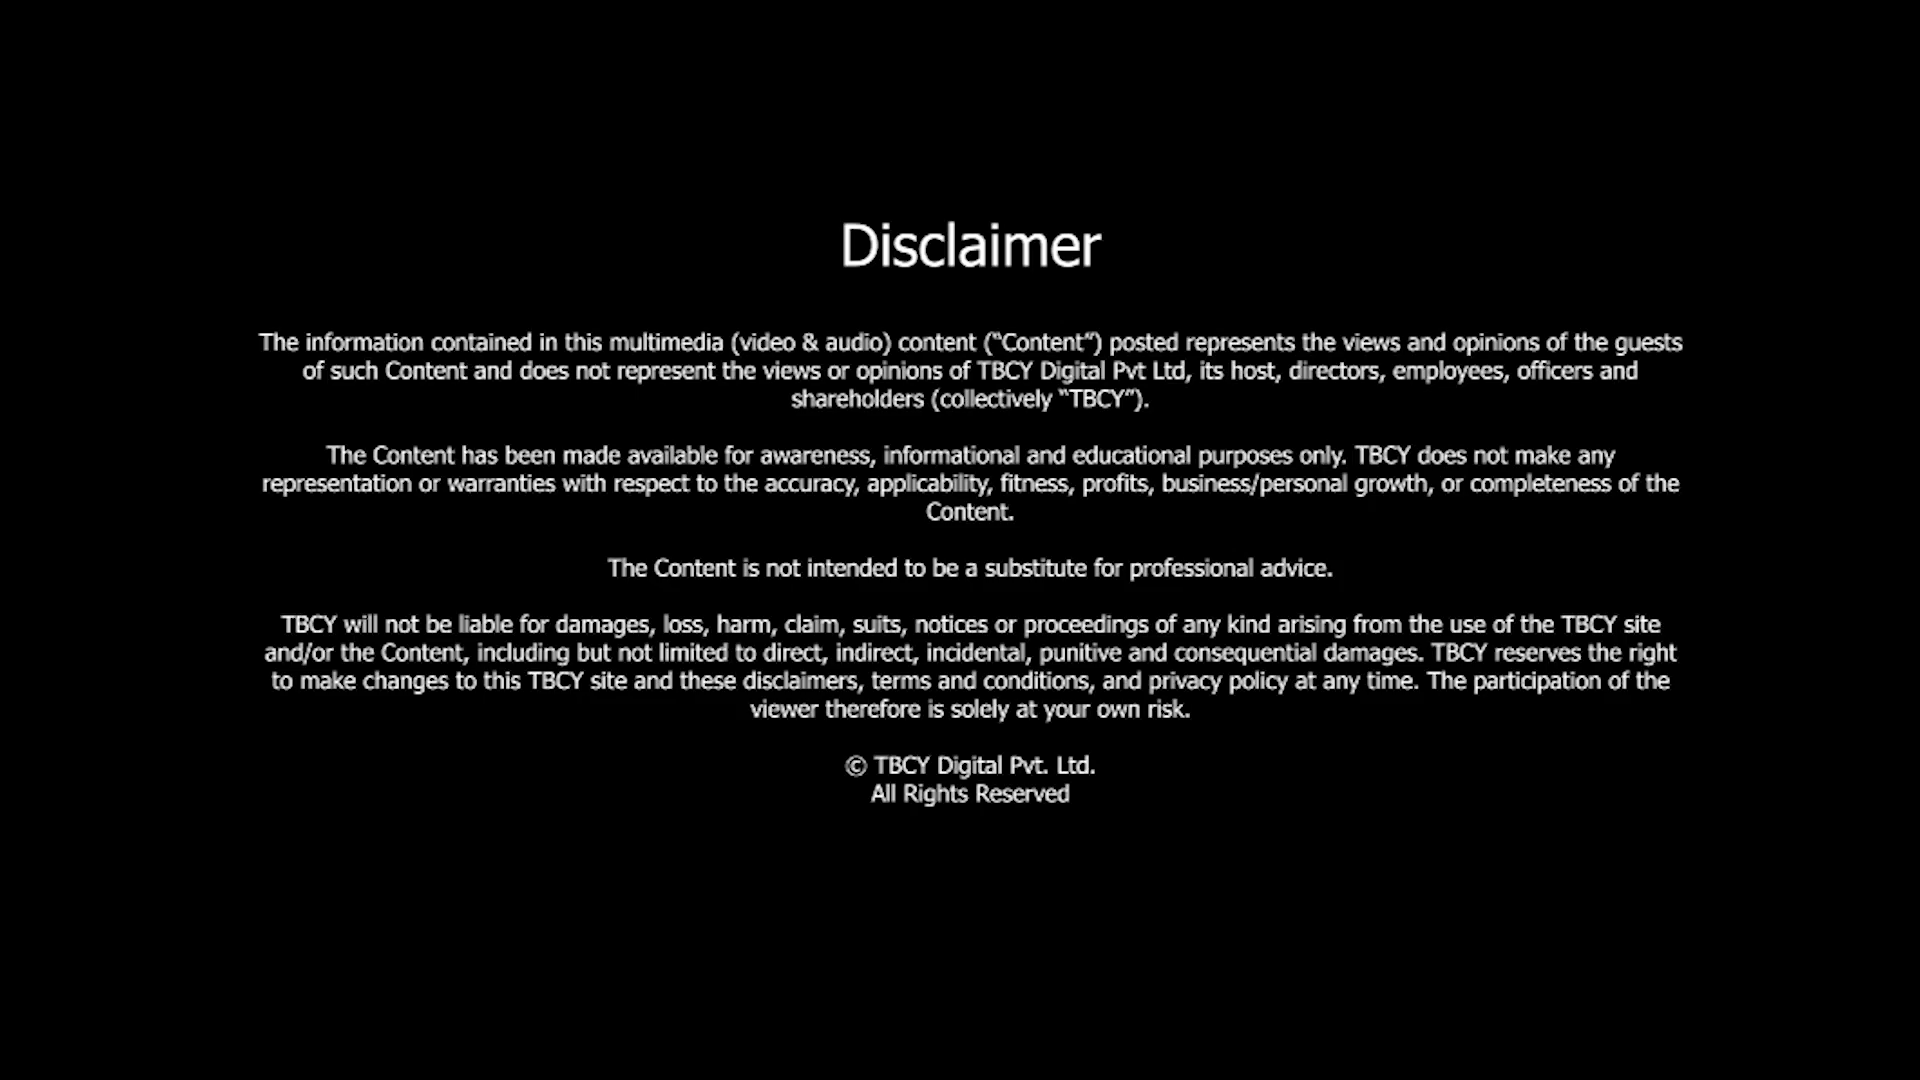 Disclaimer
The information contained in this multimedia (video & audio) content (“Content”) posted represents the views and opinions of the guests
of such Content and does not represent the views or opinions of TBCY Digital Pvt Ltd, its host, directors, employees, officers and
shareholders (collectively “TBCY”).
The Content has been made available for awareness, informational and educational purposes only. TBCY does not make any
representation or warranties with respect to the accuracy, applicability, fitness, profits, business/personal growth, or completeness of the
Content.
The Content is not intended to be a substitute for professional advice.
TBCY will not be liable for damages, loss, harm, claim, suits, notices or proceedings of any kind arising from the use of the TBCY site
and/or the Content, including but not limited to direct, indirect, incidental, punitive and consequential damages. TBCY reserves the right
to make changes to this TBCY site and these disclaimers, terms and conditions, and privacy policy at any time. The participation of the
viewer therefore is solely at your own risk.
© TBCY Digital Pvt. Ltd.
All Rights Reserved